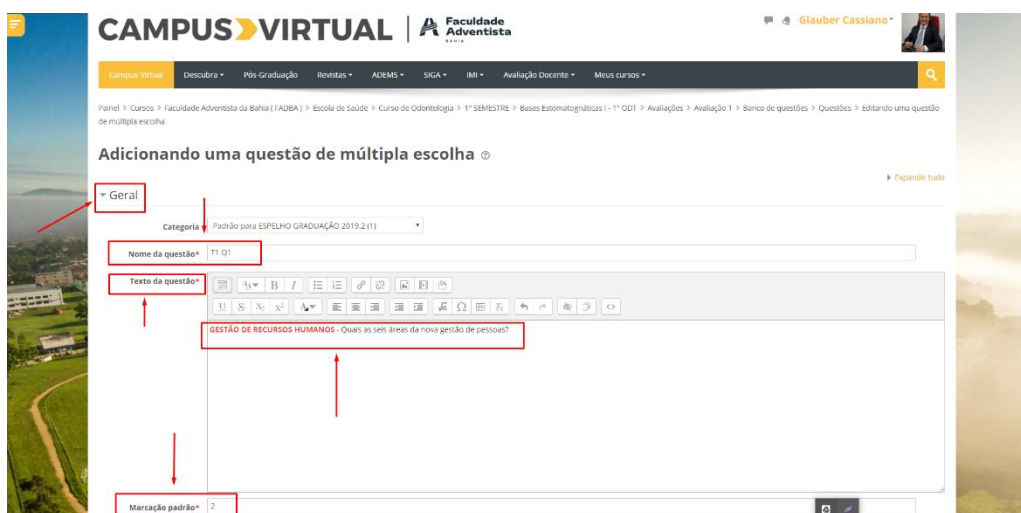 CAMPUS VIRTUAL | Faculdade Adventista
BAHIA
Glauber Cassiano
Campus Virtual Descubra Pós-Graduação Revistas ADEMS SIGA IMI Avaliação Docente Meus cursos
Painel > Cursos > Faculdade Adventista da Bahia ( FADBA ) > Escola de Saúde > Curso de Odontologia > 1º SEMESTRE > Bases Estomatognáticas I - 1º ODT > Avaliações > Avaliação 1 > Banco de questões > Questões > Editando uma questão
de múltipla escolha
Adicionando uma questão de múltipla escolha
Expandir tudo
Geral
Categoria Padrão para ESPELHO GRADUAÇÃO 2019.2 (1)
Nome da questão* T1 Q1
Texto da questão*
GESTÃO DE RECURSOS HUMANOS - Quais as seis áreas da nova gestão de pessoas?
Marcação padrão* 2